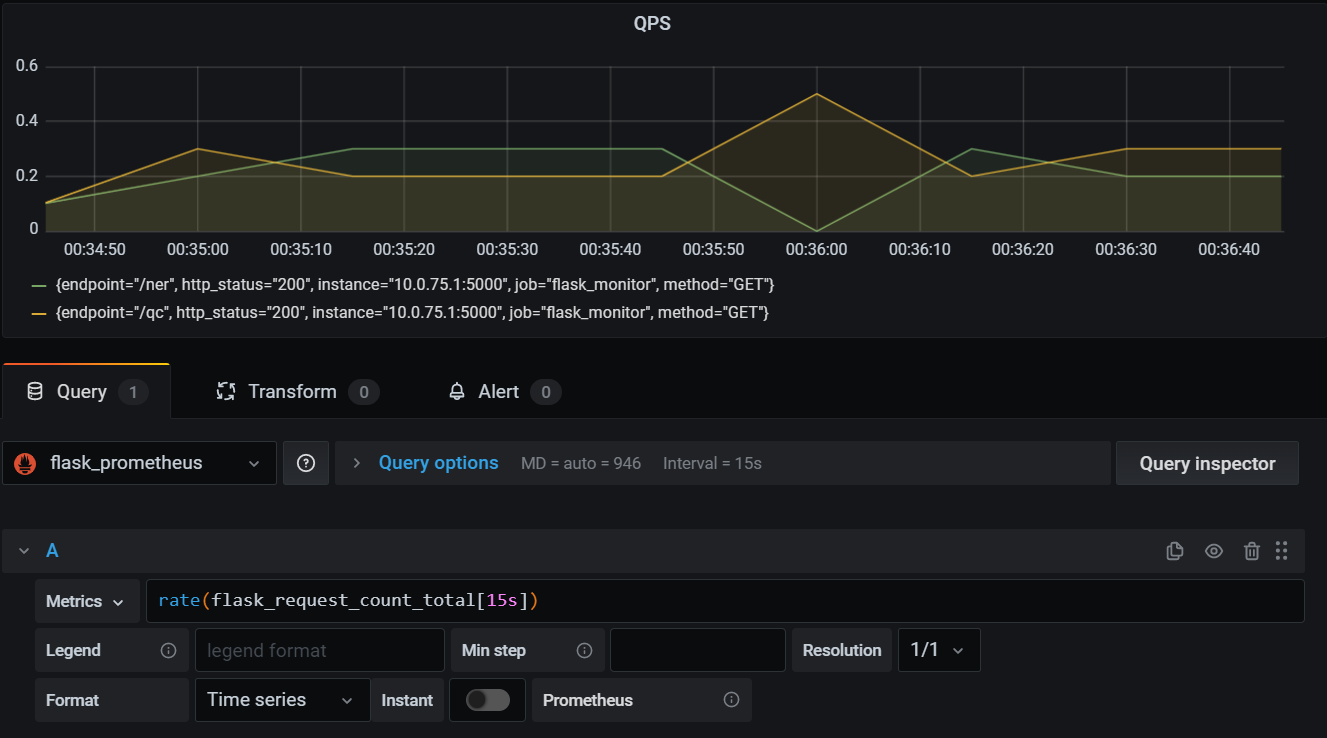 QPS
0.6
0.4
0.2
0
00:34:50 00:35:00 00:35:10 00:35:20 00:35:30 00:35:40 00:35:50 00:36:00 00:36:10 00:36:20 00:36:30 00:36:40
{endpoint="/ner", http_status="200", instance="10.0.75.1:5000", job="flask_monitor", method="GET"}
{endpoint="/qc", http_status="200", instance="10.0.75.1:5000", job="flask_monitor", method="GET"}
Query 1 Transform 0 Alert 0
flask_prometheus Query options MD = auto = 946 Interval = 15s Query inspector
A
Metrics rate(flask_request_count_total[15s])
Legend legend format Min step Resolution 1/1
Format Time series Instant Prometheus